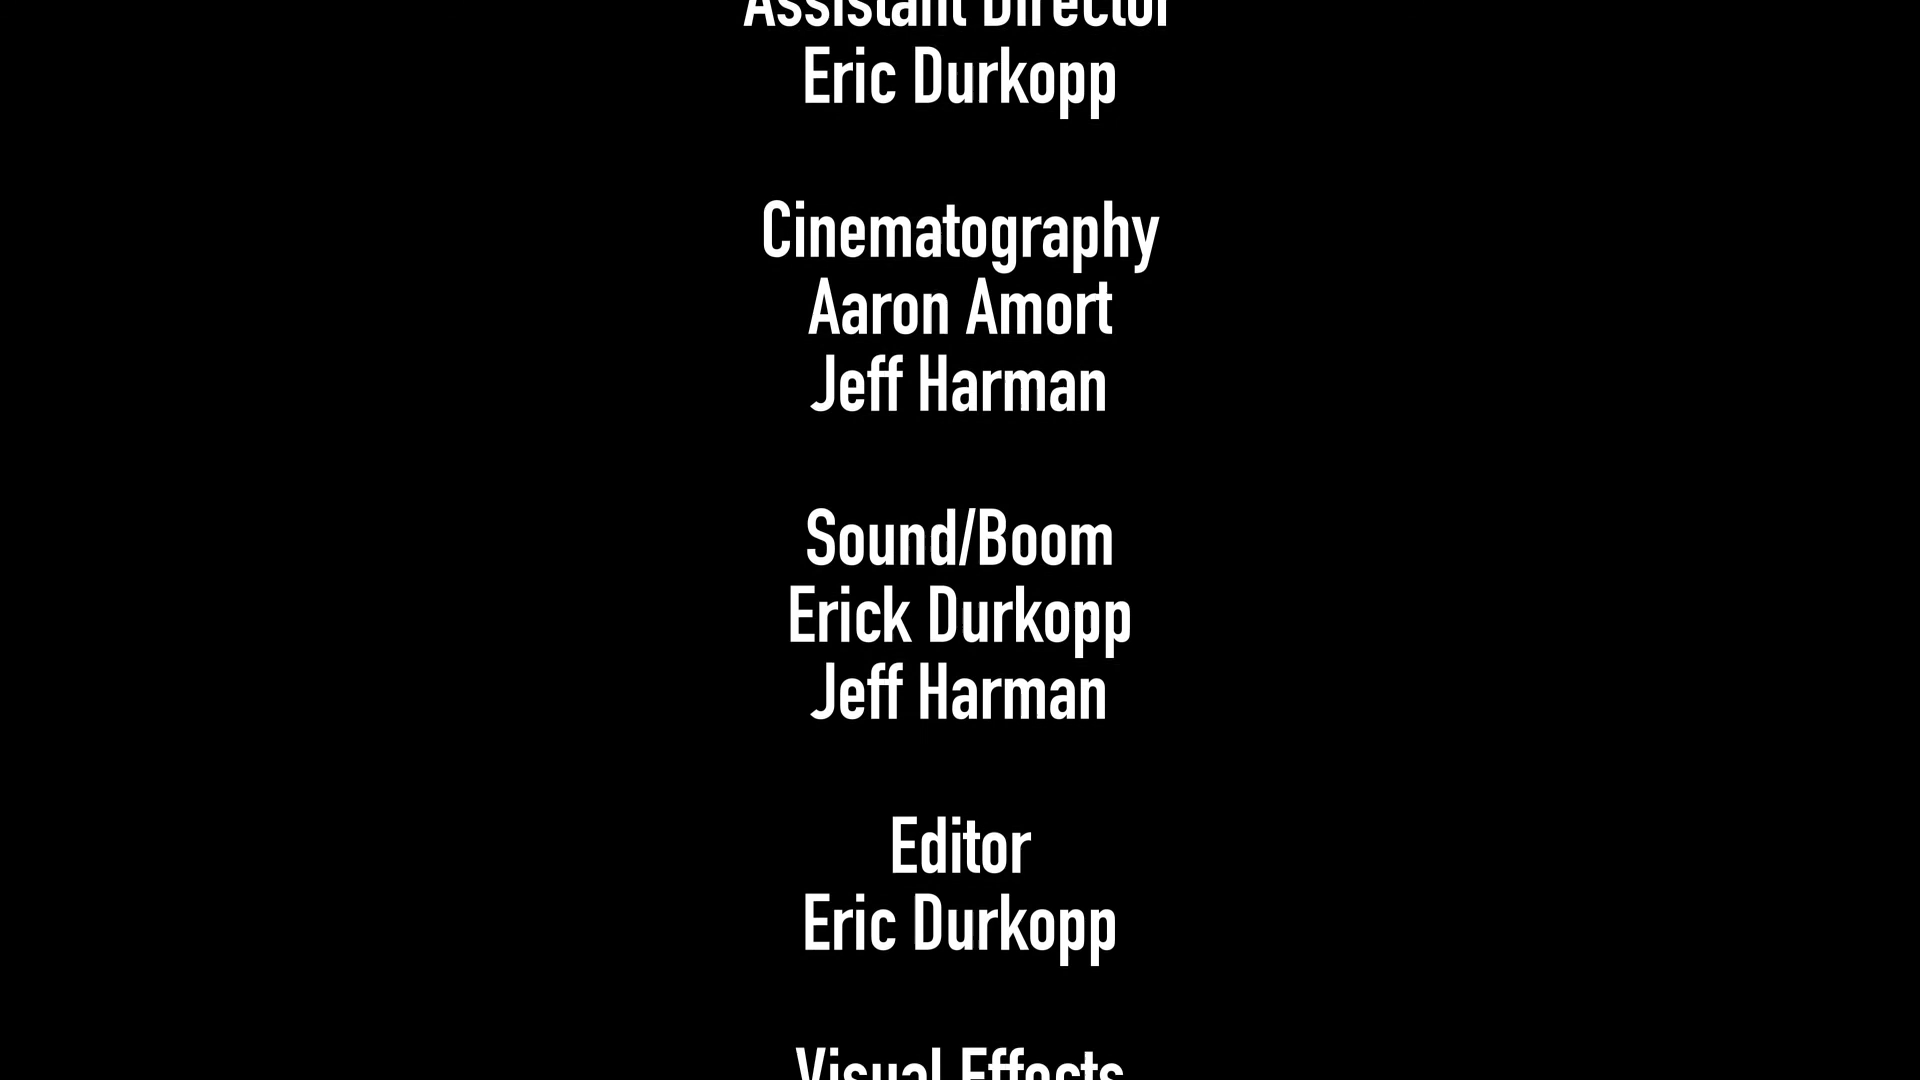 Assistant Director
Eric Durkopp
Cinematography
Aaron Amort
Jeff Harman
Sound/Boom
Erick Durkopp
Jeff Harman
Editor
Eric Durkopp
Visual Effects